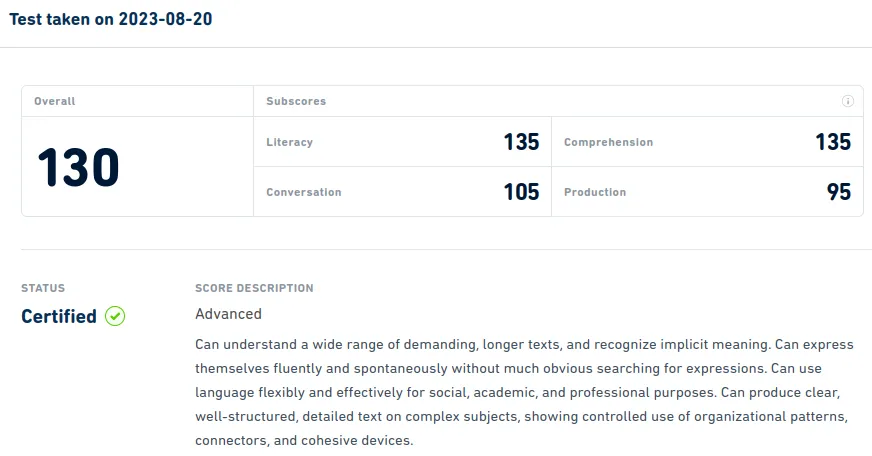 Test taken on 2023-08-20
Overall
Subscores
130
Literacy 135
Comprehension 135
Conversation 105
Production 95
STATUS
Certified
SCORE DESCRIPTION
Advanced
Can understand a wide range of demanding, longer texts, and recognize implicit meaning. Can express
themselves fluently and spontaneously without much obvious searching for expressions. Can use
language flexibly and effectively for social, academic, and professional purposes. Can produce clear,
well-structured, detailed text on complex subjects, showing controlled use of organizational patterns,
connectors, and cohesive devices.